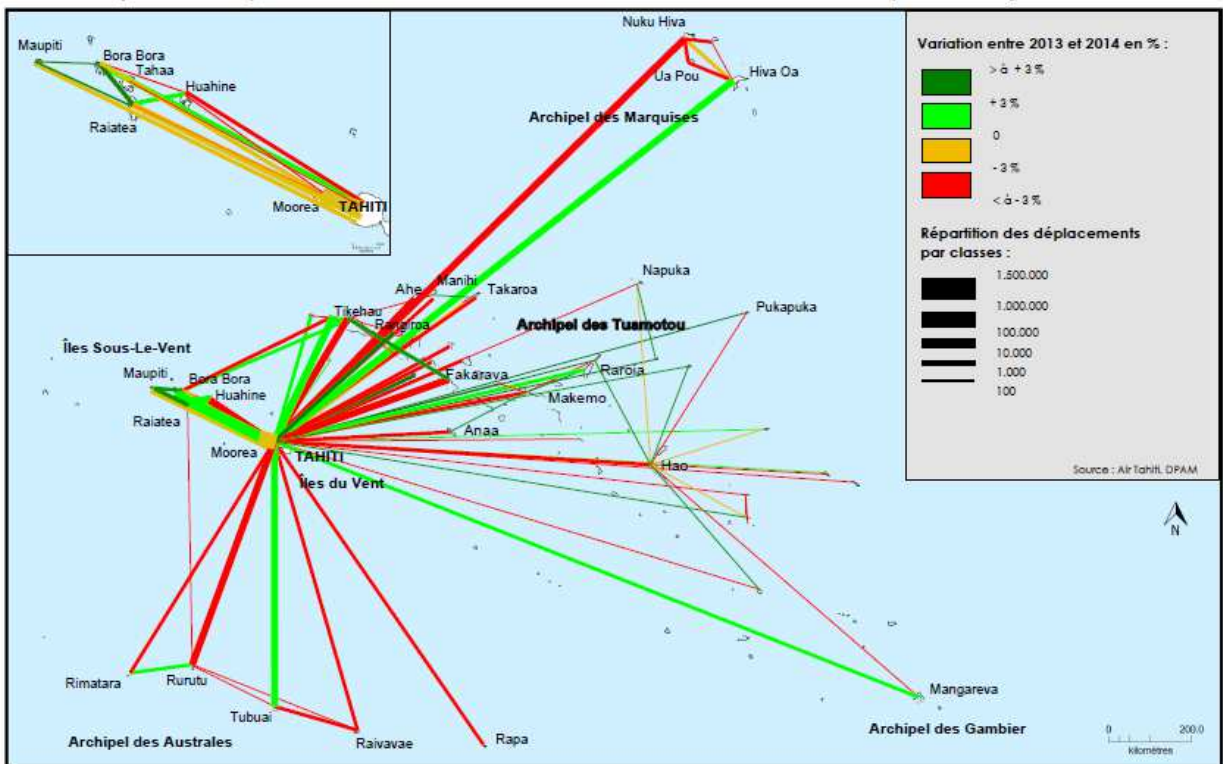 Maupiti
Bora Bora
Tahaa
Huahine
Raiatea
Moorea
TAHITI
Nuku Hiva
Ua Pou
Hiva Oa
Archipel des Marquises
Variation entre 2013 et 2014 en % :
> à + 3 %
+ 3 %
0
- 3 %
< à - 3 %
Répartition des déplacements
par classes :
1.500.000
1.000.000
100.000
10.000
1.000
100
Source : Air Tahiti, DPAM
N
Ahe
Manihi
Takaroa
Napuka
Pukapuka
Tikehau
Rangiroa
Archipel des Tuamotou
Îles Sous-Le-Vent
Maupiti
Bora Bora
Huahine
Raiatea
Fakarava
Raroia
Makemo
Anaa
Moorea
TAHITI
Îles du Vent
Hao
Rimatara
Rurutu
Tubuai
Raivavae
Rapa
Archipel des Australes
Mangareva
Archipel des Gambier
0 200.0
kilomètres